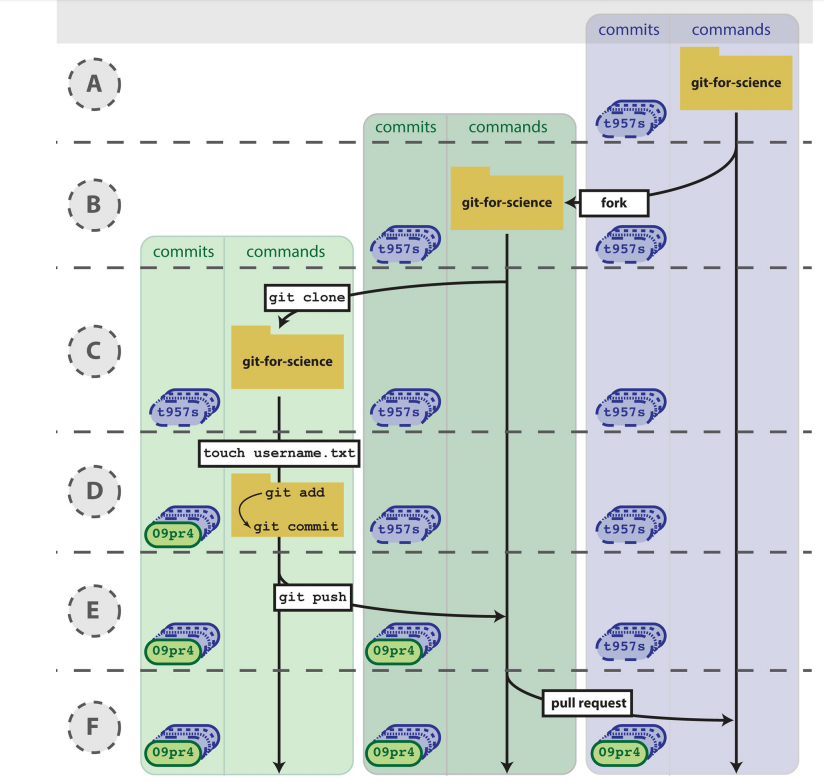 commits commands
A
git-for-science
t957s
commits commands
B
git-for-science
fork
t957s
t957s
commits commands
git clone
C
git-for-science
t957s
t957s
t957s
touch username.txt
D
git add
git commit
09pr4
t957s
t957s
E
git push
09pr4
09pr4
t957s
F
pull request
09pr4
09pr4
09pr4